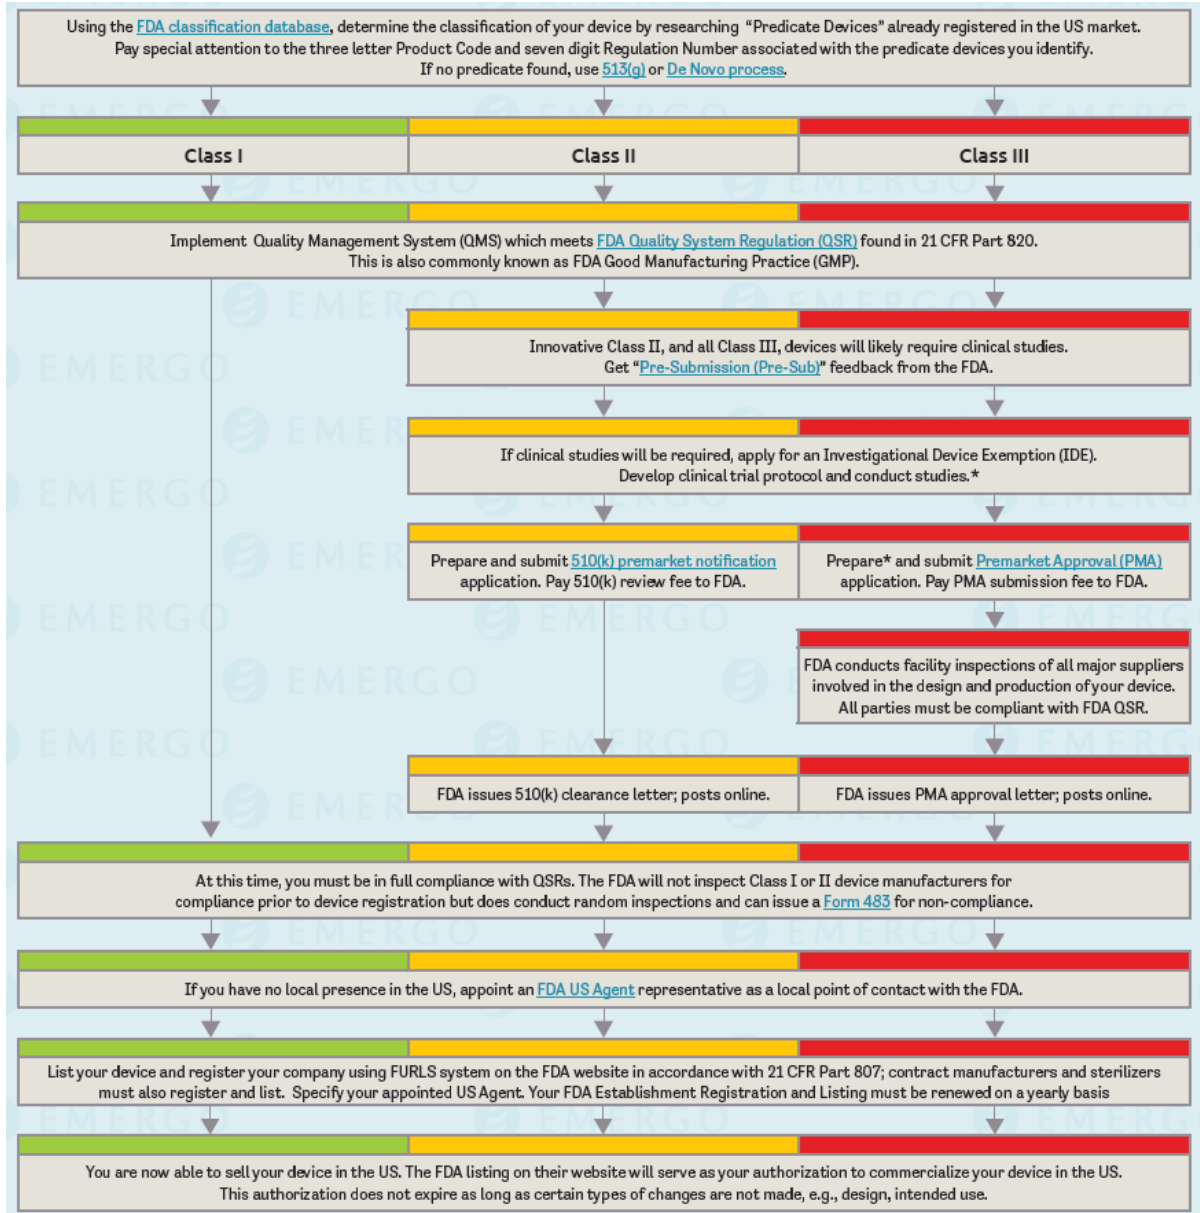 Using the FDA classification database, determine the classification of your device by researching “Predicate Devices” already registered in the US market.
Pay special attention to the three letter Product Code and seven digit Regulation Number associated with the predicate devices you identify.
If no predicate found, use 513(g) or De Novo process.
Class I
Class II
Class III
Implement Quality Management System (QMS) which meets FDA Quality System Regulation (QSR) found in 21 CFR Part 820.
This is also commonly known as FDA Good Manufacturing Practice (GMP).
Innovative Class II, and all Class III, devices will likely require clinical studies.
Get “Pre-Submission (Pre-Sub)” feedback from the FDA.
If clinical studies will be required, apply for an Investigational Device Exemption (IDE).
Develop clinical trial protocol and conduct studies.*
Prepare and submit 510(k) premarket notification
application. Pay 510(k) review fee to FDA.
Prepare* and submit Premarket Approval (PMA)
application. Pay PMA submission fee to FDA.
FDA conducts facility inspections of all major suppliers
involved in the design and production of your device.
All parties must be compliant with FDA QSR.
FDA issues 510(k) clearance letter; posts online.
FDA issues PMA approval letter; posts online.
At this time, you must be in full compliance with QSRs. The FDA will not inspect Class I or II device manufacturers for
compliance prior to device registration but does conduct random inspections and can issue a Form 483 for non-compliance.
If you have no local presence in the US, appoint an FDA US Agent representative as a local point of contact with the FDA.
List your device and register your company using FURLS system on the FDA website in accordance with 21 CFR Part 807; contract manufacturers and sterilizers
must also register and list. Specify your appointed US Agent. Your FDA Establishment Registration and Listing must be renewed on a yearly basis
You are now able to sell your device in the US. The FDA listing on their website will serve as your authorization to commercialize your device in the US.
This authorization does not expire as long as certain types of changes are not made, e.g., design, intended use.
EMERGO